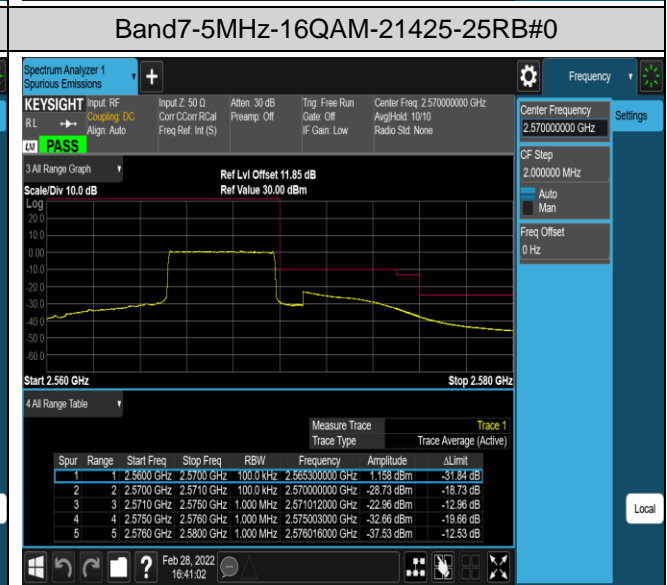 Band7-5MHz-16QAM-21425-25RB#0
Spectrum Analyzer 1
Spurious Emissions
+
Frequency
KEYSIGHT
Input: RF
Coupling: DC
Align: Auto
Input Z: 50 Ω
Corr CCorr RCal
Freq Ref: Int (S)
Atten: 30 dB
Preamp: Off
Trig: Free Run
Gate: Off
IF Gain: Low
Center Freq: 2.570000000 GHz
Avg|Hold: 10/10
Radio Std: None
RL
LXI
PASS
Center Frequency
2.570000000 GHz
Settings
CF Step
2.000000 MHz
Auto
Man
Freq Offset
0 Hz
3 All Range Graph
Ref Lvl Offset 11.85 dB
Scale/Div 10.0 dB
Ref Value 30.00 dBm
Log
20.0
10.0
0.00
-10.0
-20.0
-30.0
-40.0
-50.0
-60.0
Start 2.560 GHz
Stop 2.580 GHz
4 All Range Table
Measure Trace Trace 1
Trace Type Trace Average (Active)
Spur Range Start Freq Stop Freq RBW Frequency Amplitude ΔLimit
1 1 2.5600 GHz 2.5700 GHz 100.0 kHz 2.565300000 GHz 1.158 dBm -31.84 dB
2 2 2.5700 GHz 2.5710 GHz 100.0 kHz 2.570000000 GHz -28.73 dBm -18.73 dB
3 3 2.5710 GHz 2.5750 GHz 1.000 MHz 2.571012000 GHz -22.96 dBm -12.96 dB
4 4 2.5750 GHz 2.5760 GHz 1.000 MHz 2.575003000 GHz -32.66 dBm -19.66 dB
5 5 2.5760 GHz 2.5800 GHz 1.000 MHz 2.576016000 GHz -37.53 dBm -12.53 dB
Local
?
Feb 28, 2022
16:41:02